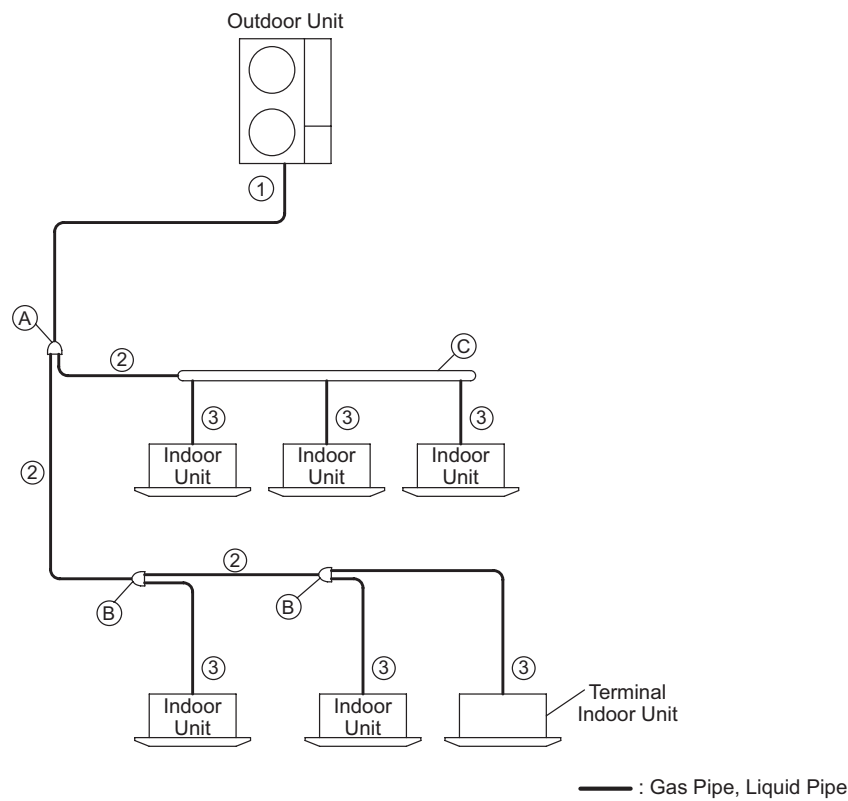 Outdoor Unit
①
Ⓐ
②
Ⓒ
③
③
③
Indoor
Unit
Indoor
Unit
Indoor
Unit
②
②
Ⓑ
Ⓑ
③
③
③
Indoor
Unit
Indoor
Unit
Terminal
Indoor Unit
: Gas Pipe, Liquid Pipe